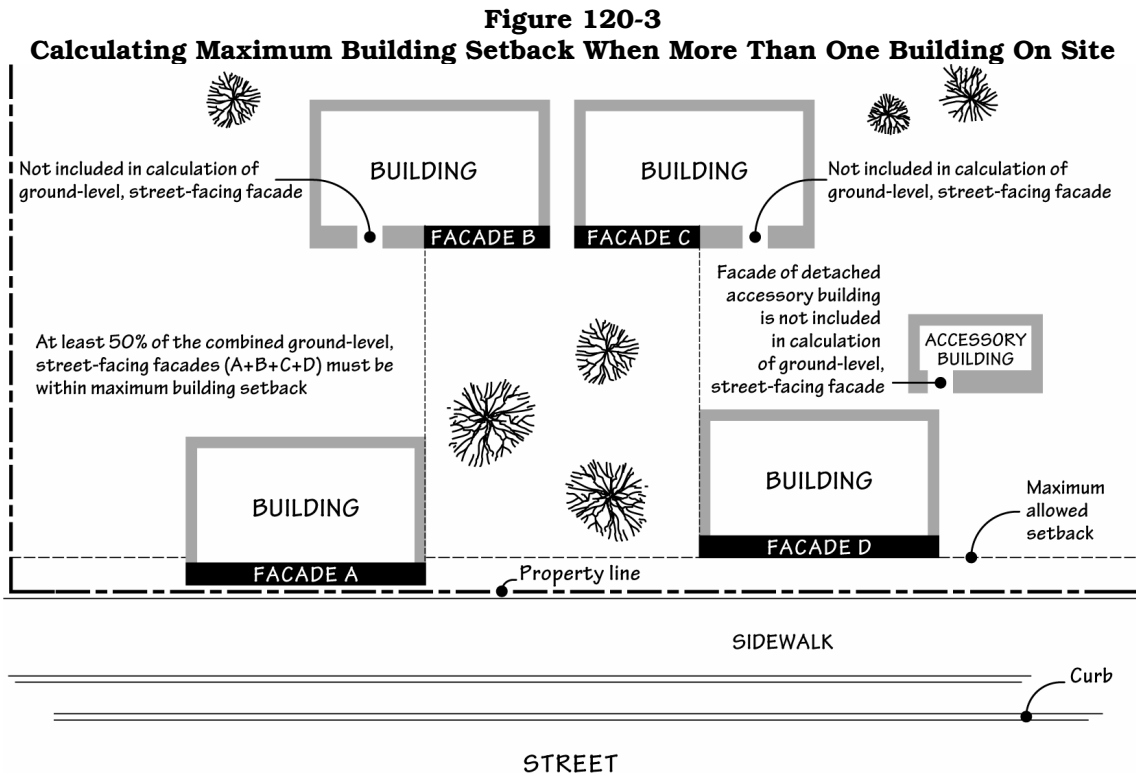 Figure 120-3
Calculating Maximum Building Setback When More Than One Building On Site
Not included in calculation of
ground-level, street-facing facade
BUILDING
BUILDING
Not included in calculation of
ground-level, street-facing facade
FACADE B
FACADE C
Facade of detached
accessory building
is not included
in calculation
of ground-level,
street-facing facade
ACCESSORY
BUILDING
At least 50% of the combined ground-level,
street-facing facades (A+B+C+D) must be
within maximum building setback
BUILDING
BUILDING
Maximum
allowed
setback
FACADE A
FACADE D
Property line
SIDEWALK
Curb
STREET